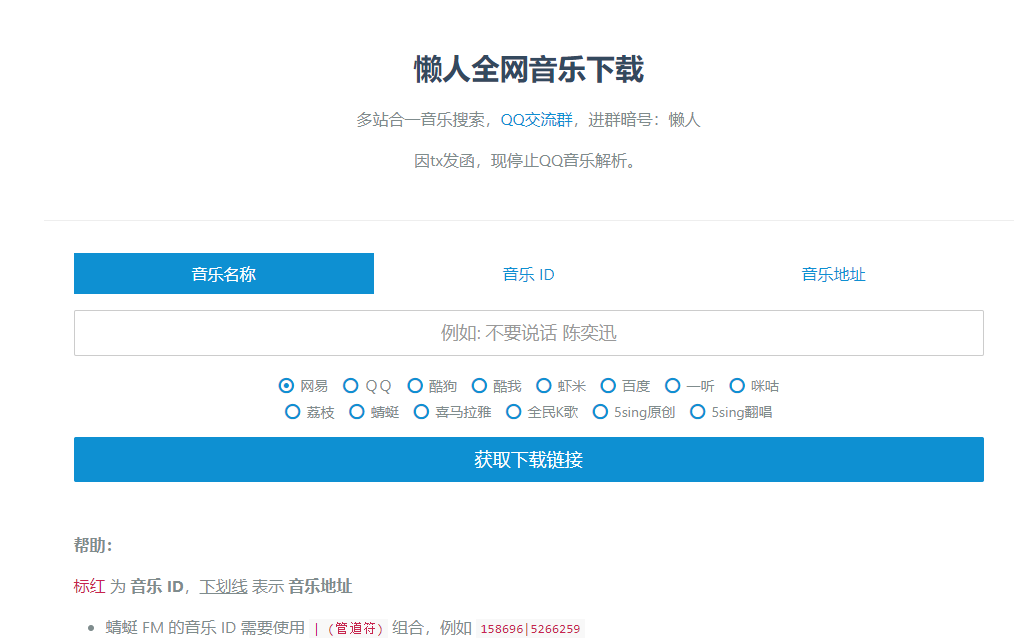 懒人全网音乐下载
多站合一音乐搜索，QQ交流群，进群暗号：懒人
因tx发函，现停止QQ音乐解析。
音乐名称 音乐 ID 音乐地址
例如: 不要说话 陈奕迅
网易 ＱＱ 酷狗 酷我 虾米 百度 一听 咪咕
荔枝 蜻蜓 喜马拉雅 全民K歌 5sing原创 5sing翻唱
获取下载链接
帮助：
标红 为 音乐 ID，下划线 表示 音乐地址
蜻蜓 FM 的音乐 ID 需要使用 | (管道符) 组合，例如 158696|5266259